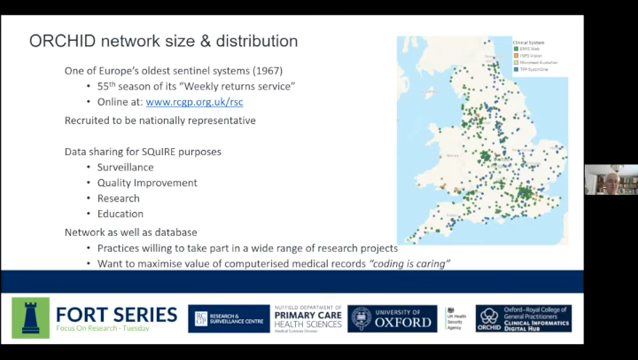 ORCHID network size & distribution
One of Europe's oldest sentinel systems (1967)
• 55th season of its "Weekly returns service"
• Online at: www.rcgp.org.uk/rsc
Recruited to be nationally representative
Data sharing for SQuIRE purposes
• Surveillance
• Quality Improvement
• Research
• Education
Network as well as database
• Practices willing to take part in a wide range of research projects
• Want to maximise value of computerised medical records "coding is caring"
Clinical System
EMIS Web
TPP SystmOne
FORT SERIES
Focus On Research - Tuesday
RESEARCH &
SURVEILLANCE CENTRE
NUFFIELD DEPARTMENT OF
PRIMARY CARE
HEALTH SCIENCES
Medical Sciences Division
UNIVERSITY OF
OXFORD
UK Health
Security
Agency
ORCHID
Oxford-Royal College of
General Practitioners
CLINICAL INFORMATICS
DIGITAL HUB